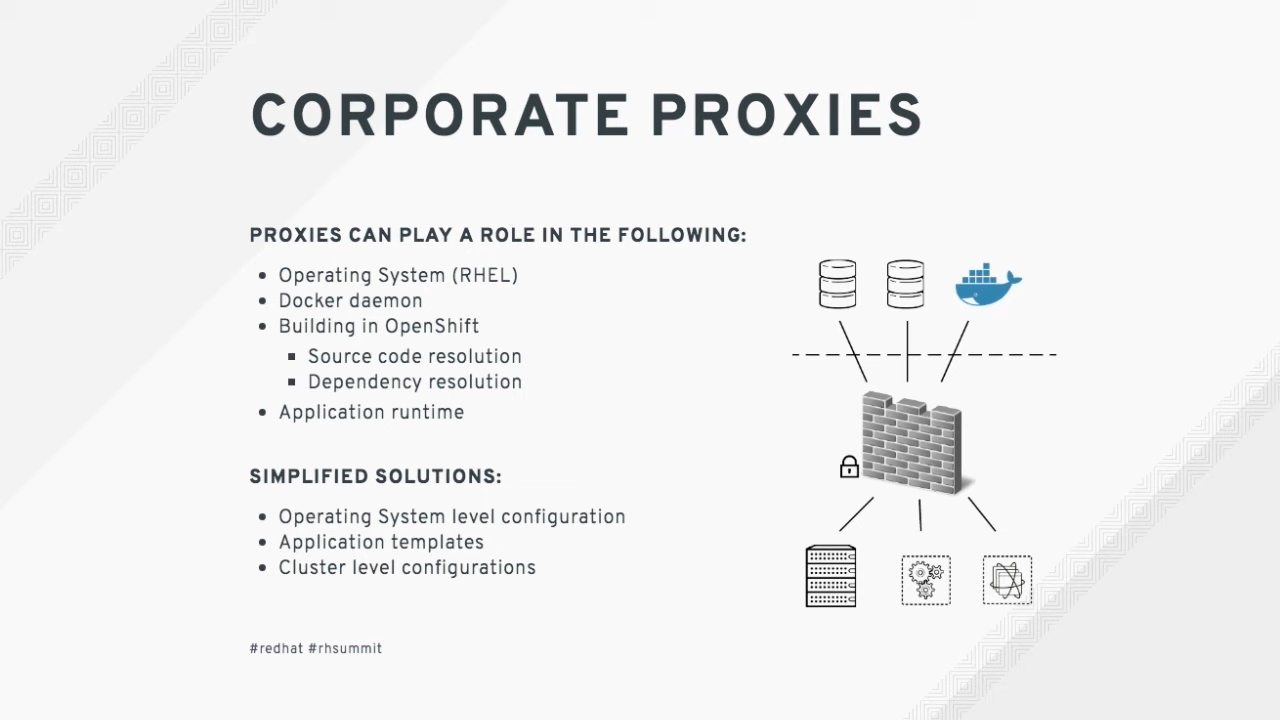 CORPORATE PROXIES
PROXIES CAN PLAY A ROLE IN THE FOLLOWING:
• Operating System (RHEL)
• Docker daemon
• Building in OpenShift
▪ Source code resolution
▪ Dependency resolution
• Application runtime
SIMPLIFIED SOLUTIONS:
• Operating System level configuration
• Application templates
• Cluster level configurations
#redhat #rhsummit